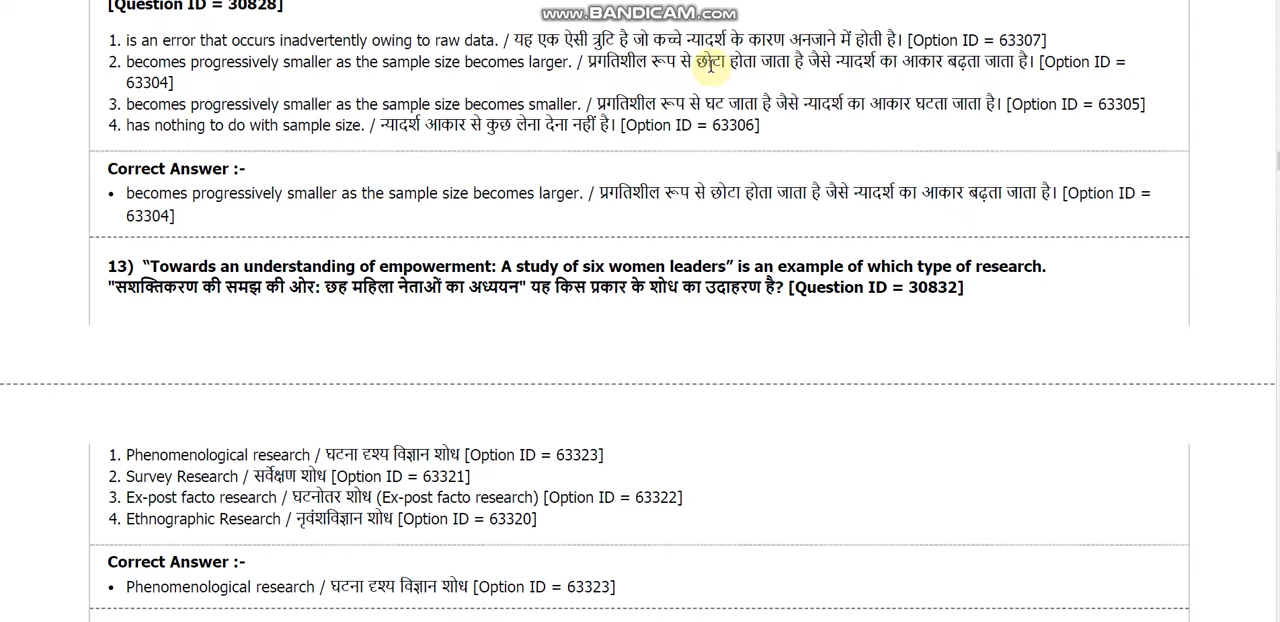 [Question ID = 30828]
www.BANDICAM.com
1. is an error that occurs inadvertently owing to raw data. / यह एक ऐसी त्रुटि है जो कच्चे न्यादर्श के कारण अनजाने में होती है। [Option ID = 63307]
2. becomes progressively smaller as the sample size becomes larger. / प्रगतिशील रूप से छोटा होता जाता है जैसे न्यादर्श का आकार बढ़ता जाता है। [Option ID =
63304]
3. becomes progressively smaller as the sample size becomes smaller. / प्रगतिशील रूप से घट जाता है जैसे न्यादर्श का आकार घटता जाता है। [Option ID = 63305]
4. has nothing to do with sample size. / न्यादर्श आकार से कुछ लेना देना नहीं है। [Option ID = 63306]
Correct Answer :-
• becomes progressively smaller as the sample size becomes larger. / प्रगतिशील रूप से छोटा होता जाता है जैसे न्यादर्श का आकार बढ़ता जाता है। [Option ID =
63304]
13) “Towards an understanding of empowerment: A study of six women leaders” is an example of which type of research.
"सशक्तिकरण की समझ की ओर: छह महिला नेताओं का अध्ययन" यह किस प्रकार के शोध का उदाहरण है? [Question ID = 30832]
1. Phenomenological research / घटना दृश्य विज्ञान शोध [Option ID = 63323]
2. Survey Research / सर्वेक्षण शोध [Option ID = 63321]
3. Ex-post facto research / घटनोतर शोध (Ex-post facto research) [Option ID = 63322]
4. Ethnographic Research / नृवंशविज्ञान शोध [Option ID = 63320]
Correct Answer :-
• Phenomenological research / घटना दृश्य विज्ञान शोध [Option ID = 63323]